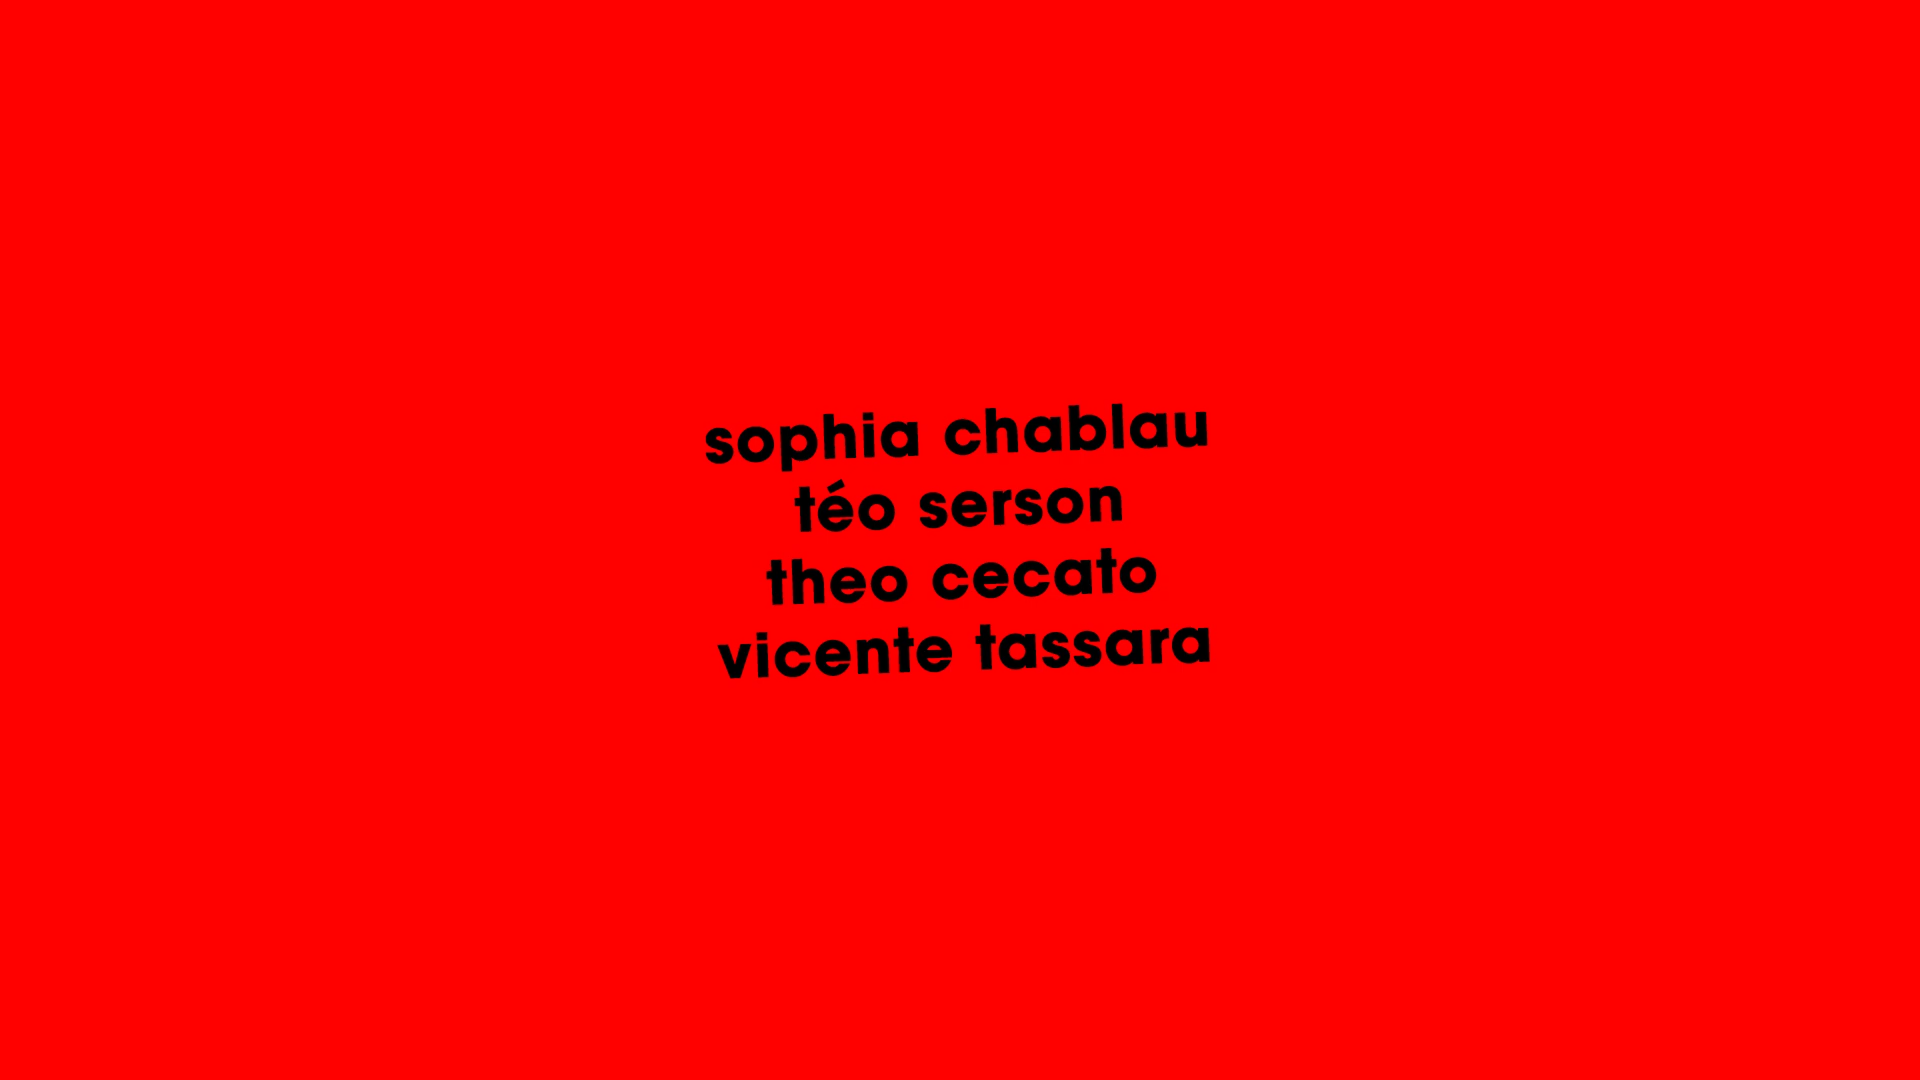 sophia chablau
téo serson
theo cecato
vicente tassara